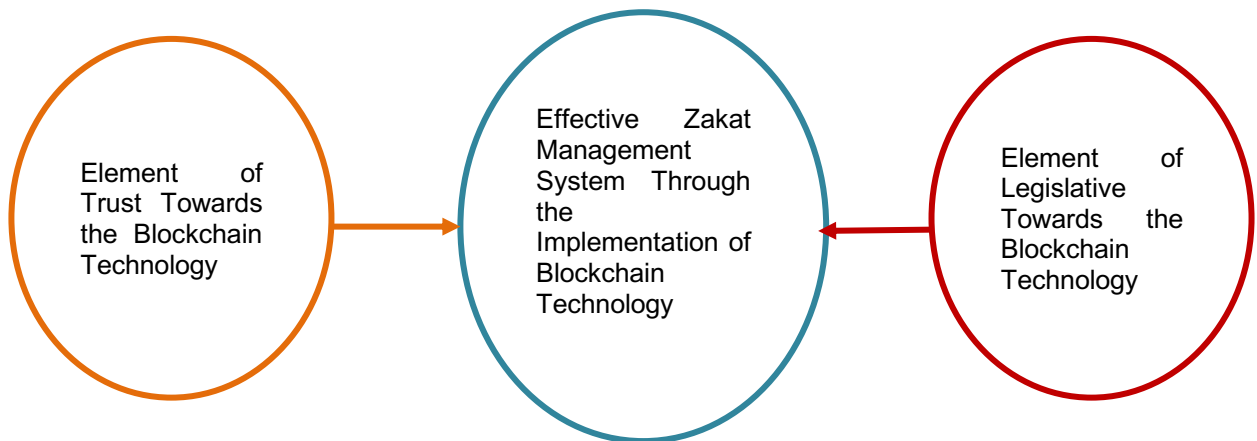 Element of
Trust Towards
the Blockchain
Technology
Effective Zakat
Management
System Through
the
Implementation of
Blockchain
Technology
Element of
Legislative
Towards the
Blockchain
Technology